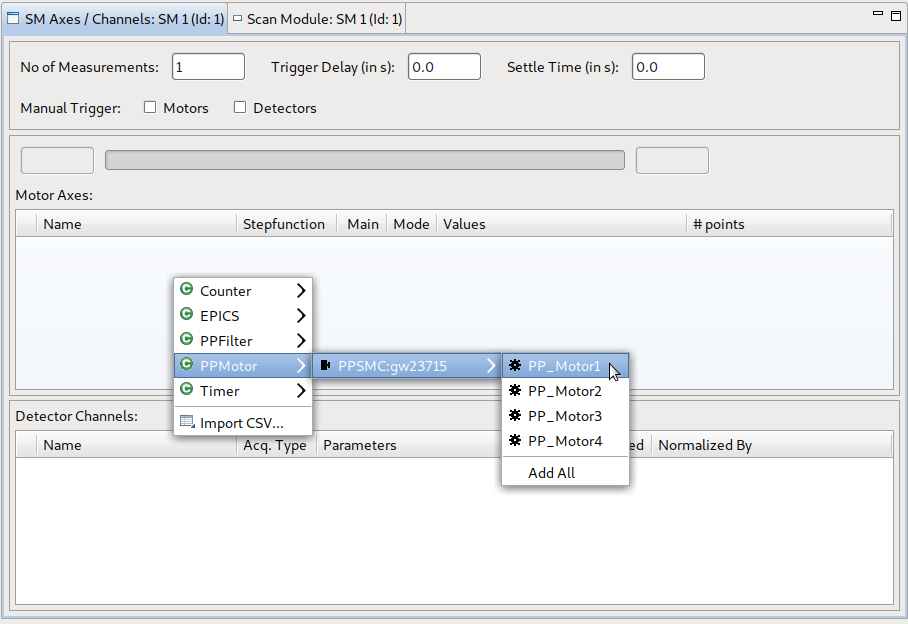 SM Axes / Channels: SM 1 (Id: 1)
Scan Module: SM 1 (Id: 1)
No of Measurements: 1 Trigger Delay (in s): 0.0 Settle Time (in s): 0.0
Manual Trigger: Motors Detectors
Motor Axes:
Name Stepfunction Main Mode Values # points
Counter
EPICS
PPFilter
PPMotor
Timer
Import CSV...
PPSMC:gw23715
PP_Motor1
PP_Motor2
PP_Motor3
PP_Motor4
Add All
Detector Channels:
Name Acq. Type Parameters ed Normalized By